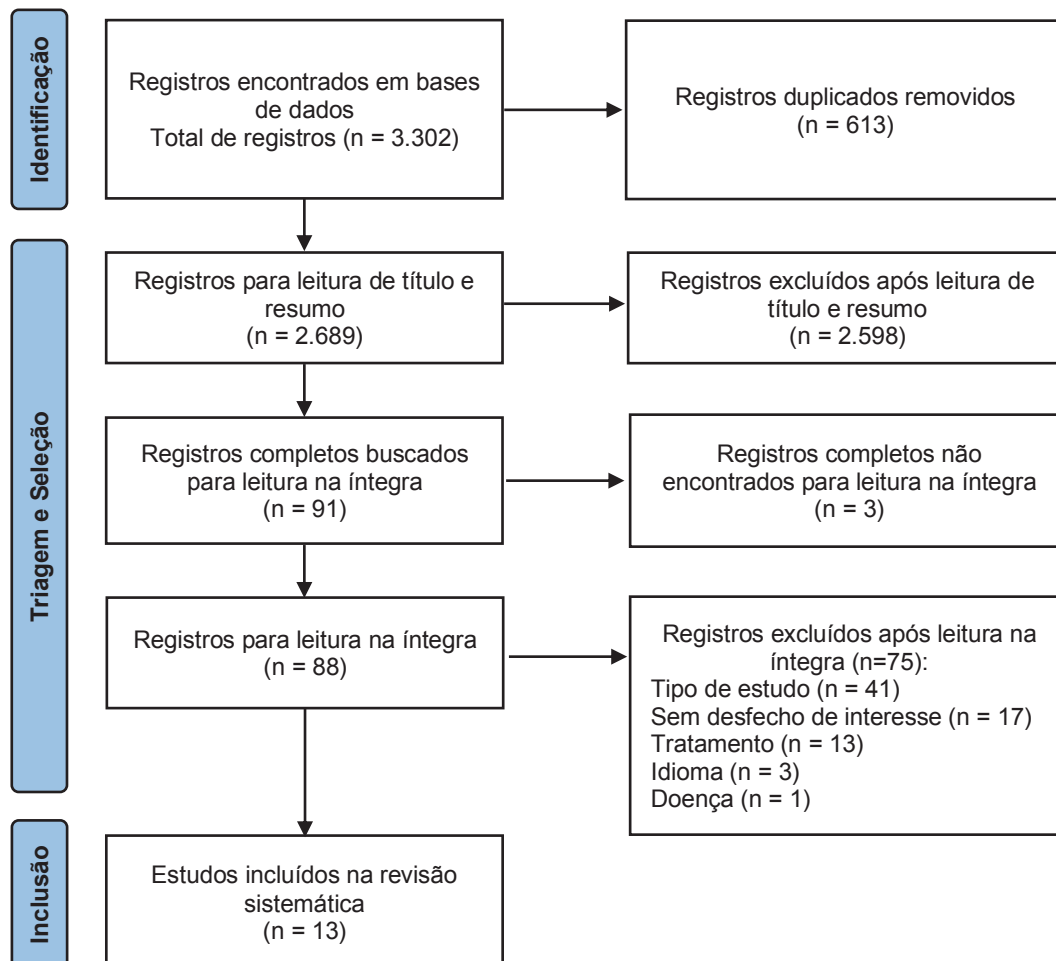 Identificação
Registros encontrados em bases
de dados
Total de registros (n = 3.302)
Registros duplicados removidos
(n = 613)
Triagem e Seleção
Registros para leitura de título e
resumo
(n = 2.689)
Registros excluídos após leitura de
título e resumo
(n = 2.598)
Registros completos buscados
para leitura na íntegra
(n = 91)
Registros completos não
encontrados para leitura na íntegra
(n = 3)
Registros para leitura na íntegra
(n = 88)
Registros excluídos após leitura na
íntegra (n=75):
Tipo de estudo (n = 41)
Sem desfecho de interesse (n = 17)
Tratamento (n = 13)
Idioma (n = 3)
Doença (n = 1)
Inclusão
Estudos incluídos na revisão
sistemática
(n = 13)